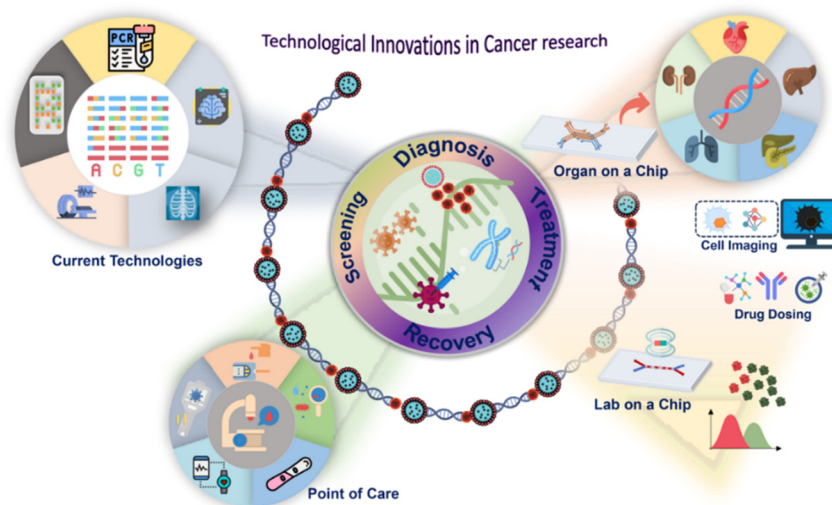 Technological Innovations in Cancer research
PCR
A C G T
Current Technologies
Screening
Diagnosis
Treatment
Recovery
Organ on a Chip
Cell Imaging
Drug Dosing
Lab on a Chip
Point of Care